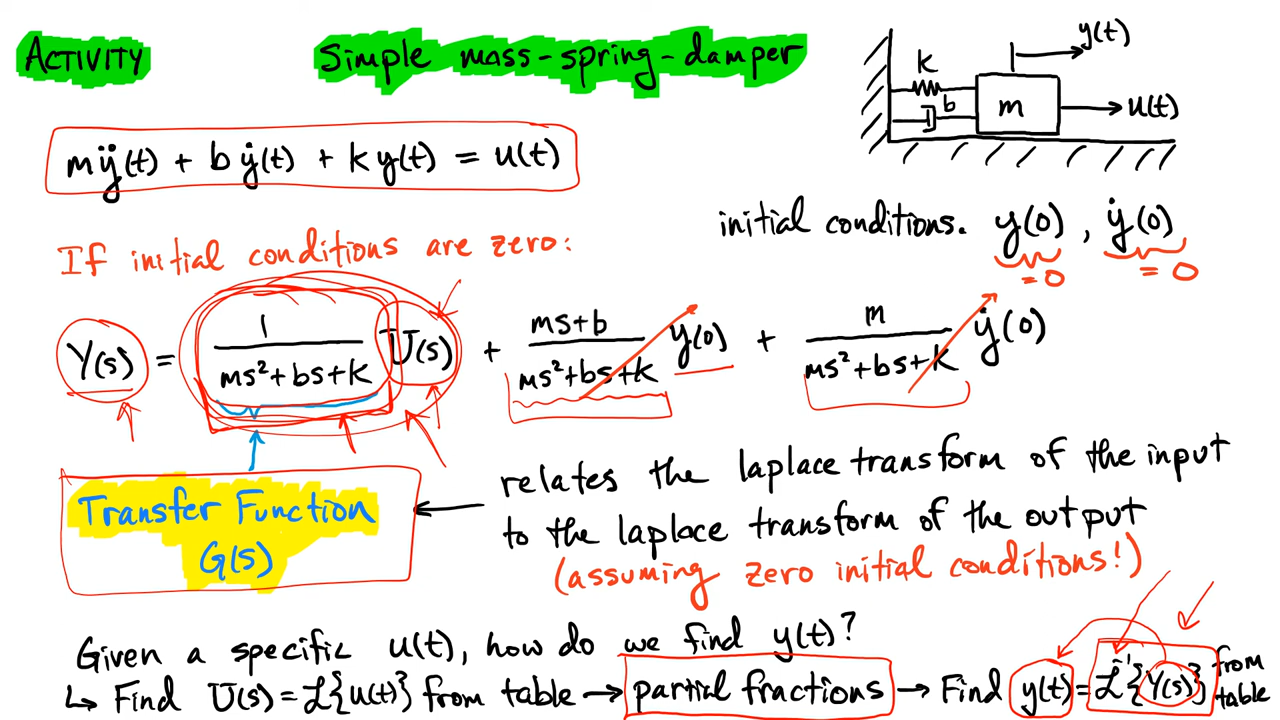 ACTIVITY
Simple mass-spring-damper
y(t)
k
b
m
u(t)
mÿ(t) + bẏ(t) + ky(t) = u(t)
initial conditions. y(0) , ẏ(0)
= 0 = 0
If initial conditions are zero:
Y(s) = 1 / (ms² + bs + k) U(s) + (ms + b) / (ms² + bs + k) y(0) + m / (ms² + bs + k) ẏ(0)
Transfer Function
G(s)
relates the laplace transform of the input
to the laplace transform of the output
(assuming zero initial conditions!)
Given a specific u(t), how do we find y(t)?
↳ Find U(s) = ℒ{u(t)} from table → partial fractions → Find y(t) = ℒ⁻¹{Y(s)} from table